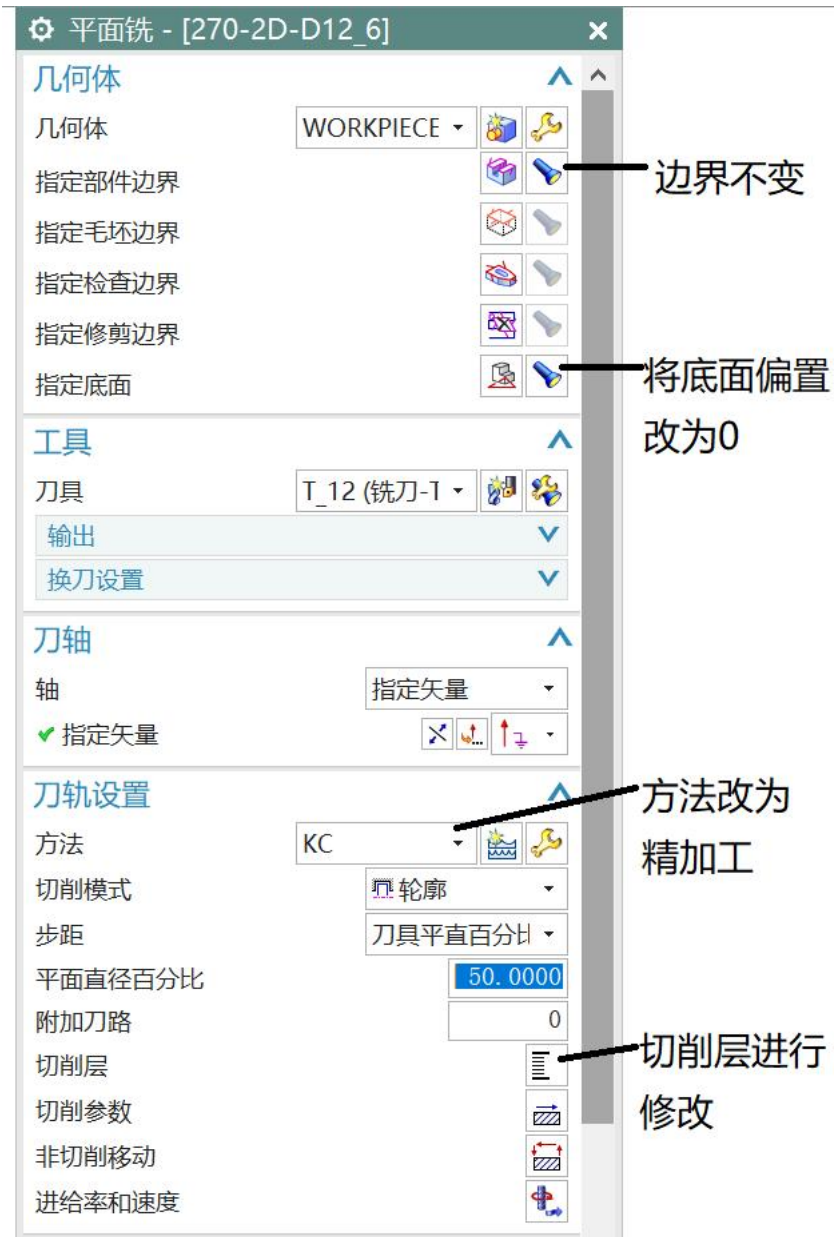 平面铣 - [270-2D-D12_6]
几何体
几何体 WORKPIECE
指定部件边界
边界不变
指定毛坯边界
指定检查边界
指定修剪边界
指定底面
将底面偏置
改为0
工具
刀具 T_12 (铣刀-T
输出
换刀设置
刀轴
轴 指定矢量
指定矢量
刀轨设置
方法改为
精加工
方法 KC
切削模式 轮廓
步距 刀具平直百分比
平面直径百分比 50.0000
附加刀路 0
切削层
切削层进行
修改
切削参数
非切削移动
进给率和速度